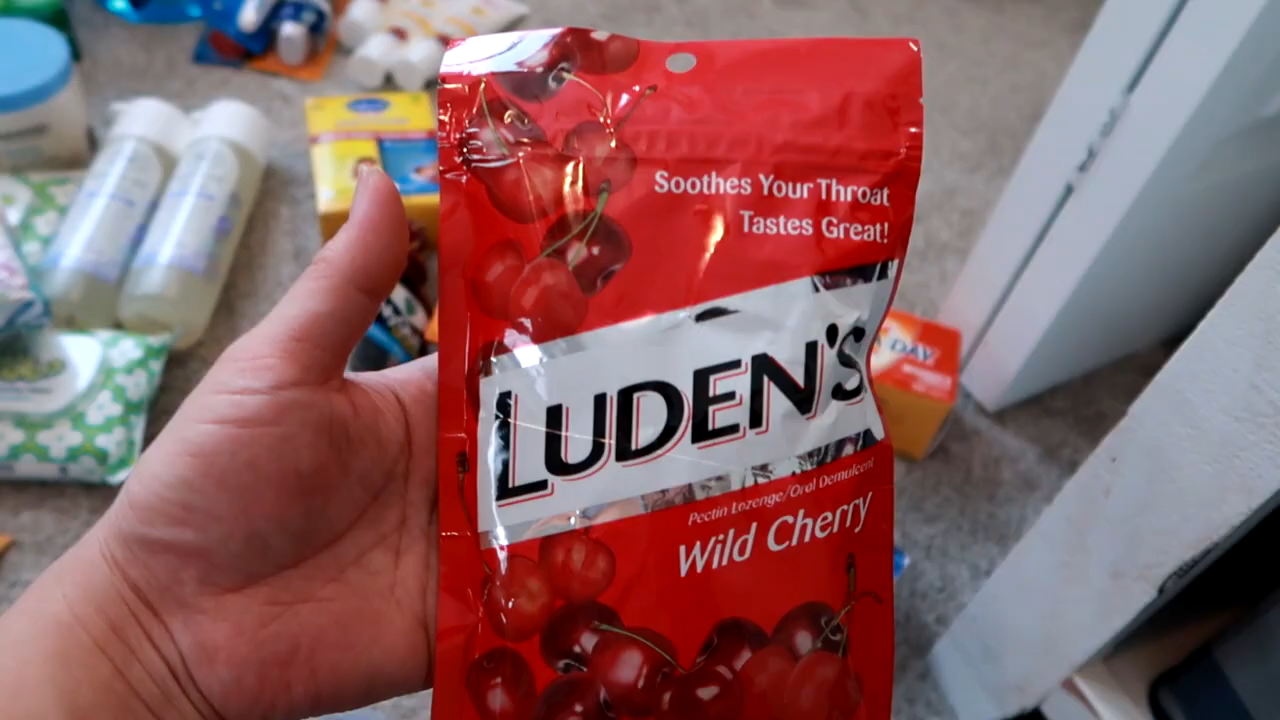 Soothes Your Throat
Tastes Great!
LUDEN'S
Pectin Lozenge/Oral Demulcent
Wild Cherry
DAY